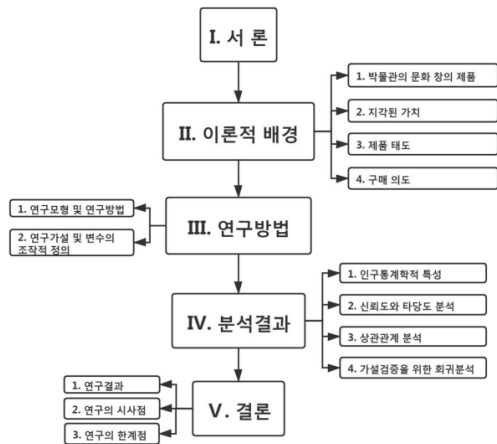 I. 서 론
II. 이론적 배경
1. 박물관의 문화 창의 제품
2. 지각된 가치
3. 제품 태도
4. 구매 의도
III. 연구방법
1. 연구모형 및 연구방법
2. 연구가설 및 변수의
조작적 정의
IV. 분석결과
1. 인구통계학적 특성
2. 신뢰도와 타당도 분석
3. 상관관계 분석
4. 가설검증을 위한 회귀분석
V. 결론
1. 연구결과
2. 연구의 시사점
3. 연구의 한계점